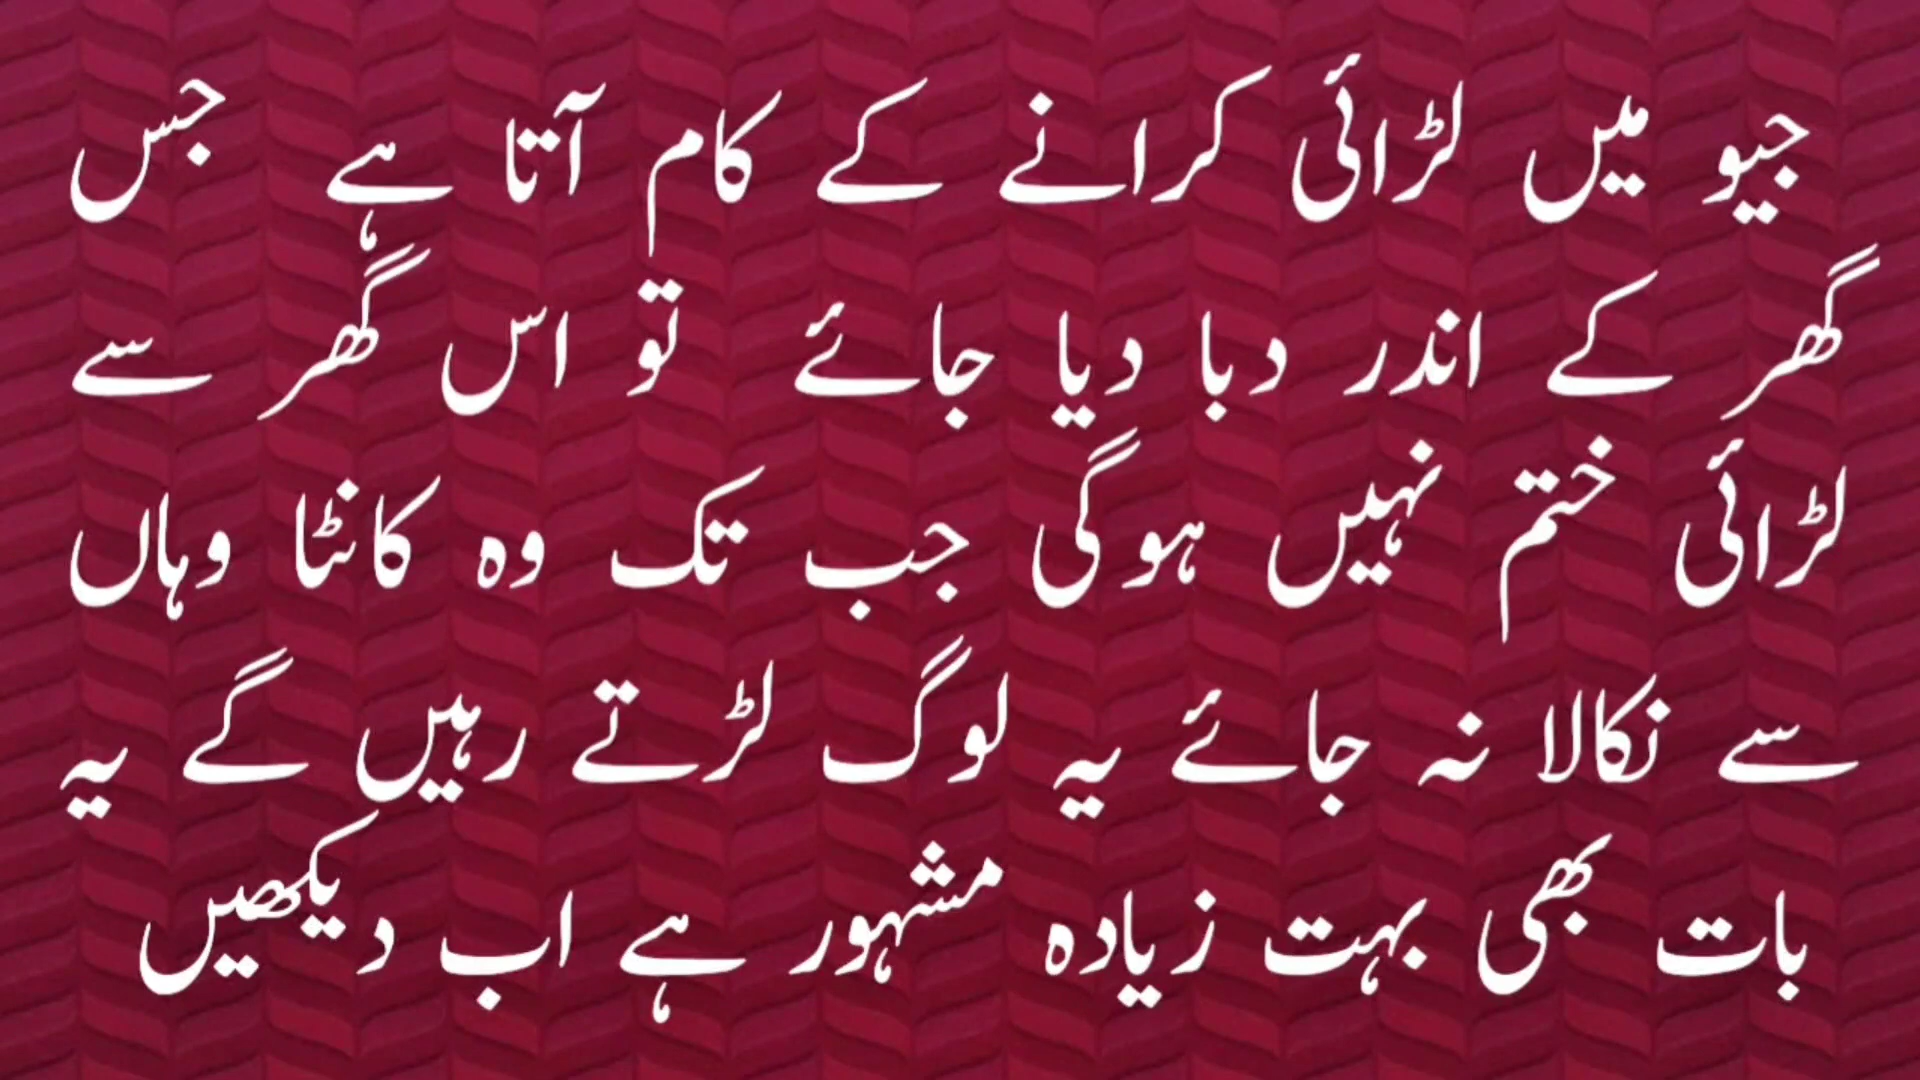 جیو میں لڑائی کرانے کے کام آتا ہے جس
گھر کے اندر دبا دیا جائے تو اس گھر سے
لڑائی ختم نہیں ہوگی جب تک وہ کانٹا وہاں
سے نکالا نہ جائے یہ لوگ لڑتے رہیں گے یہ
بات بھی بہت زیادہ مشہور ہے اب دیکھیں